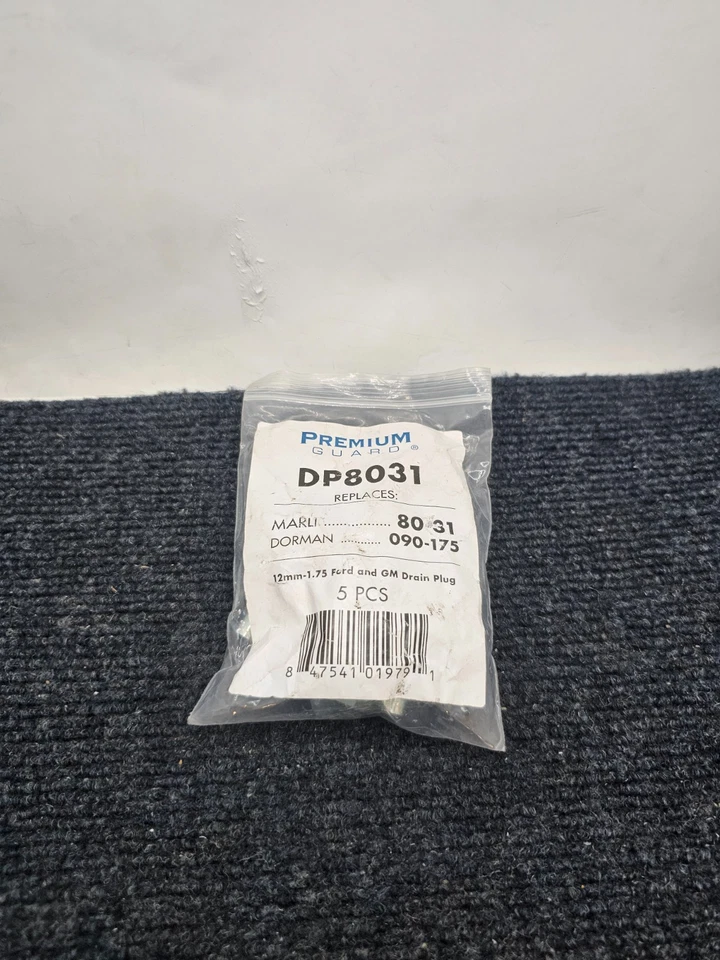 PREMIUM
GUARD®
DP8031
REPLACES:
MARLI .................. 80 31
DORMAN ........... 090-175
12mm-1.75 Ford and GM Drain Plug
5 PCS
8 47541 01979 1